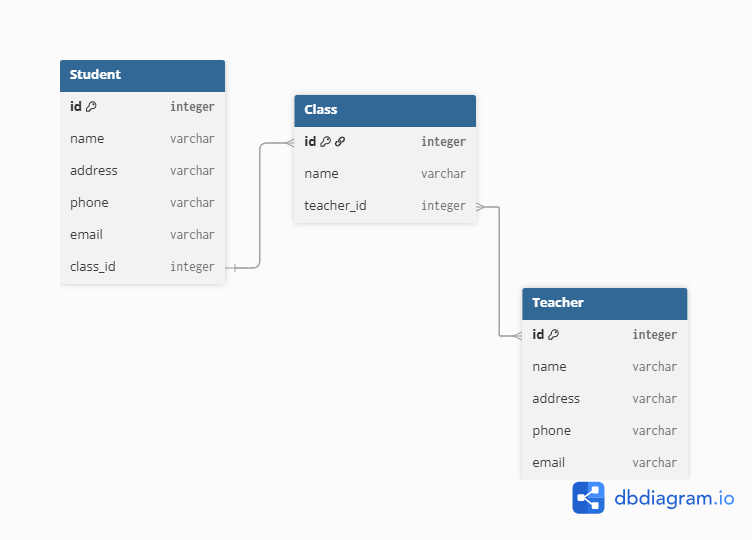 Student
id integer
name varchar
address varchar
phone varchar
email varchar
class_id integer
Class
id integer
name varchar
teacher_id integer
Teacher
id integer
name varchar
address varchar
phone varchar
email varchar
dbdiagram.io